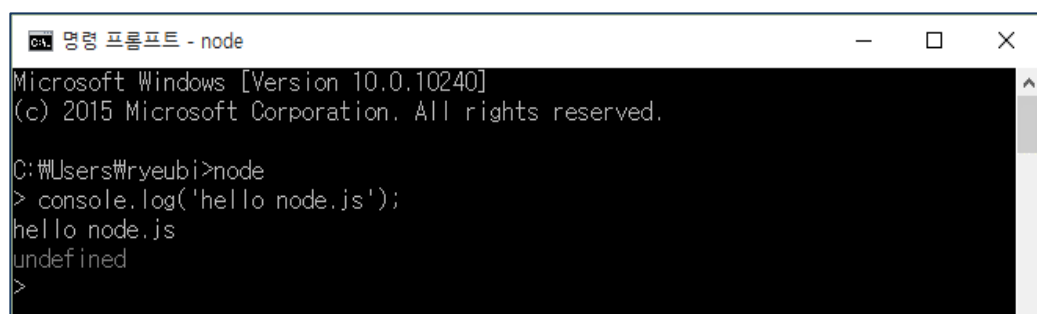 명령 프롬프트 - node
Microsoft Windows [Version 10.0.10240]
(c) 2015 Microsoft Corporation. All rights reserved.
C:₩Users₩ryeubi>node
> console.log('hello node.js');
hello node.js
undefined
>